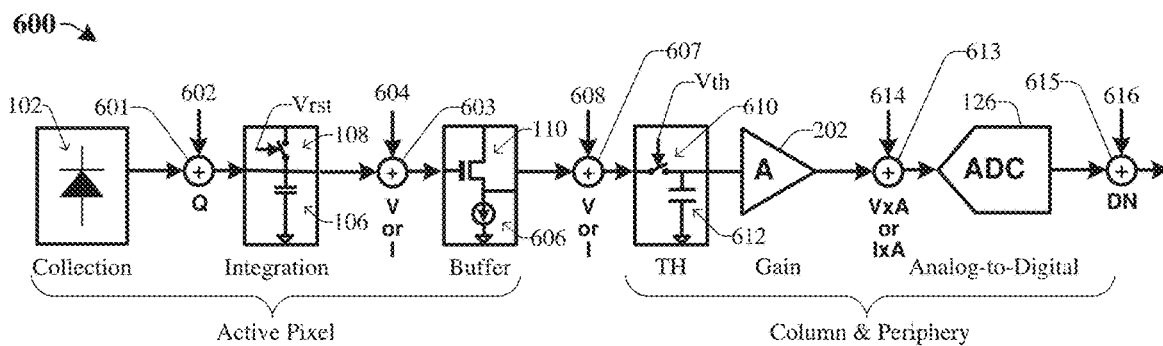 600
607
613
102
601
602
Vrst
604
603
608
Vth
610
614
615
126
616
108
110
202
+
+
+
A
+
ADC
+
Q
V
or
I
V
or
I
VxA
or
IxA
DN
106
606
612
Collection
Integration
Buffer
TH
Gain
Analog-to-Digital
Active Pixel
Column & Periphery